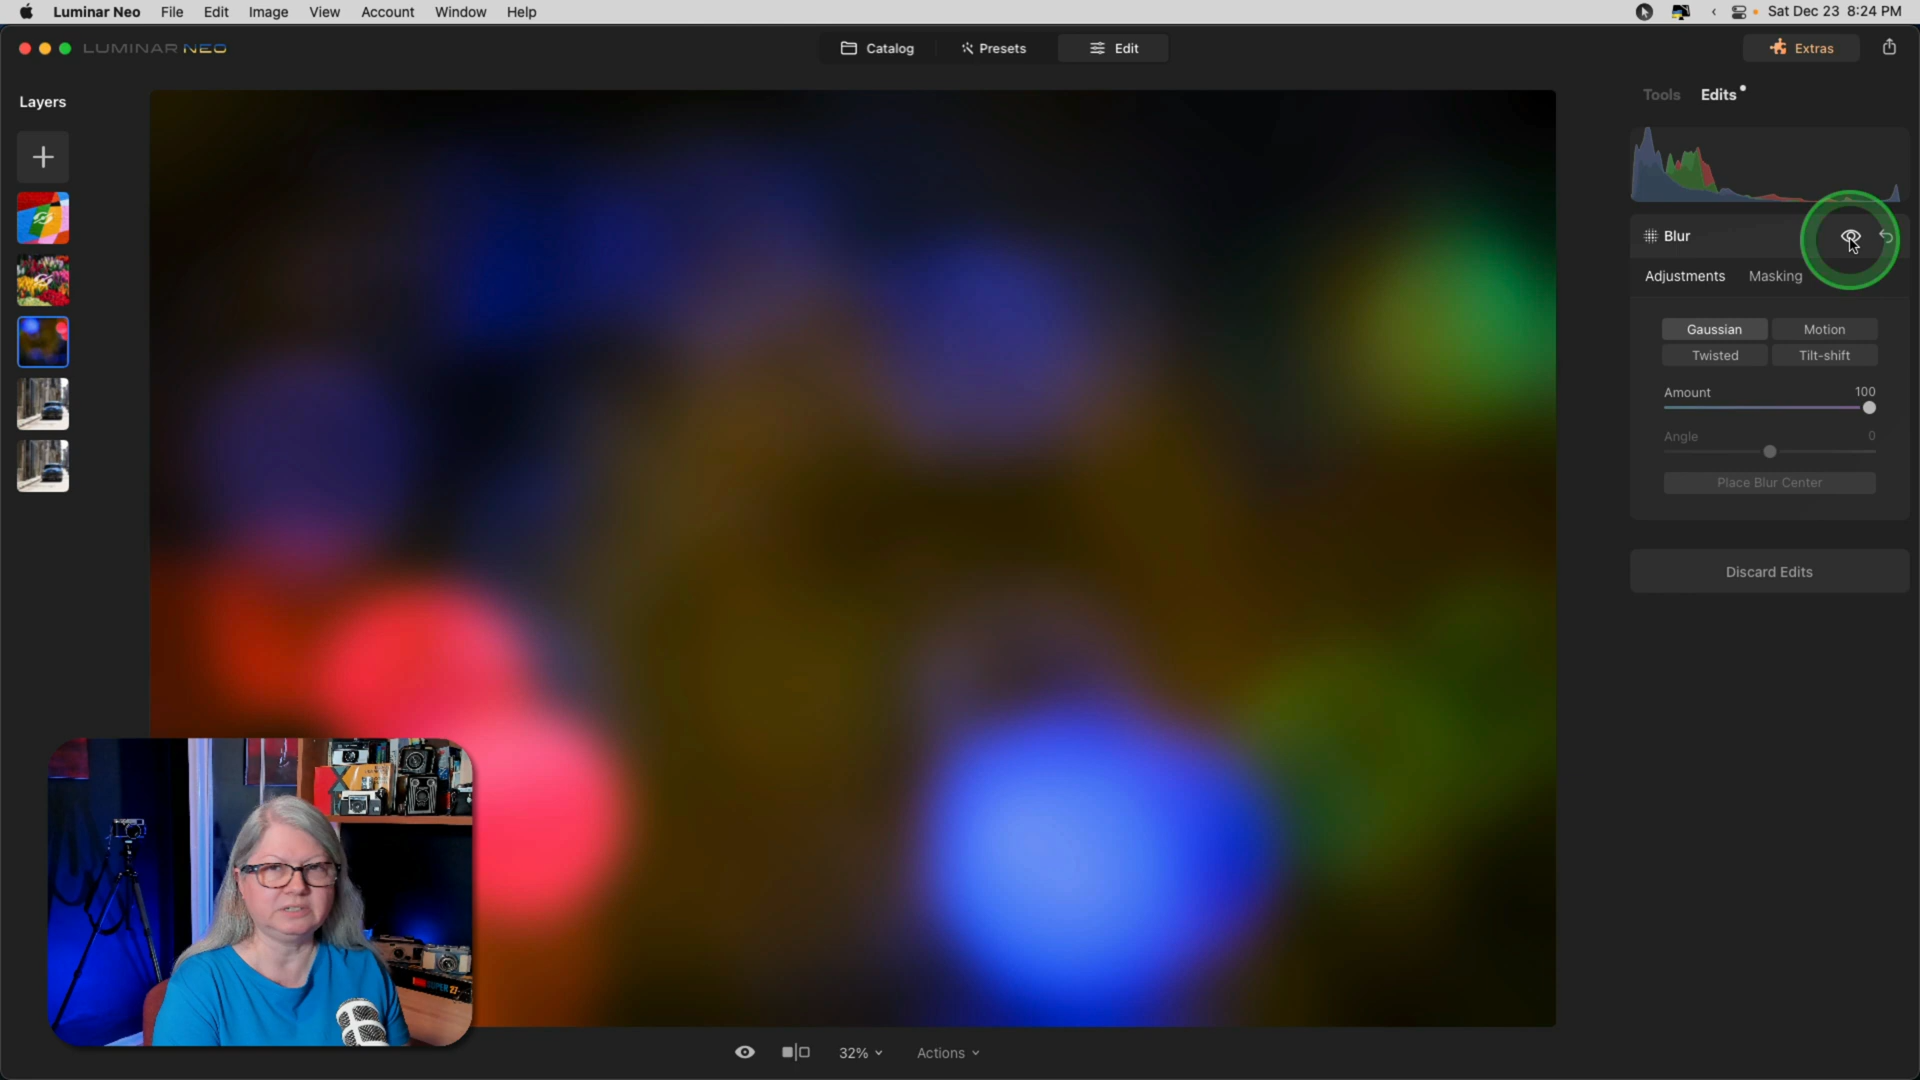 Luminar Neo File Edit Image View Account Window Help Sat Dec 23 8:24 PM
LUMINAR NEO Catalog Presets Edit Extras
Layers
Tools Edits
Blur
Adjustments Masking
Gaussian Motion
Twisted Tilt-shift
Amount 100
Angle 0
Place Blur Center
Discard Edits
32% Actions